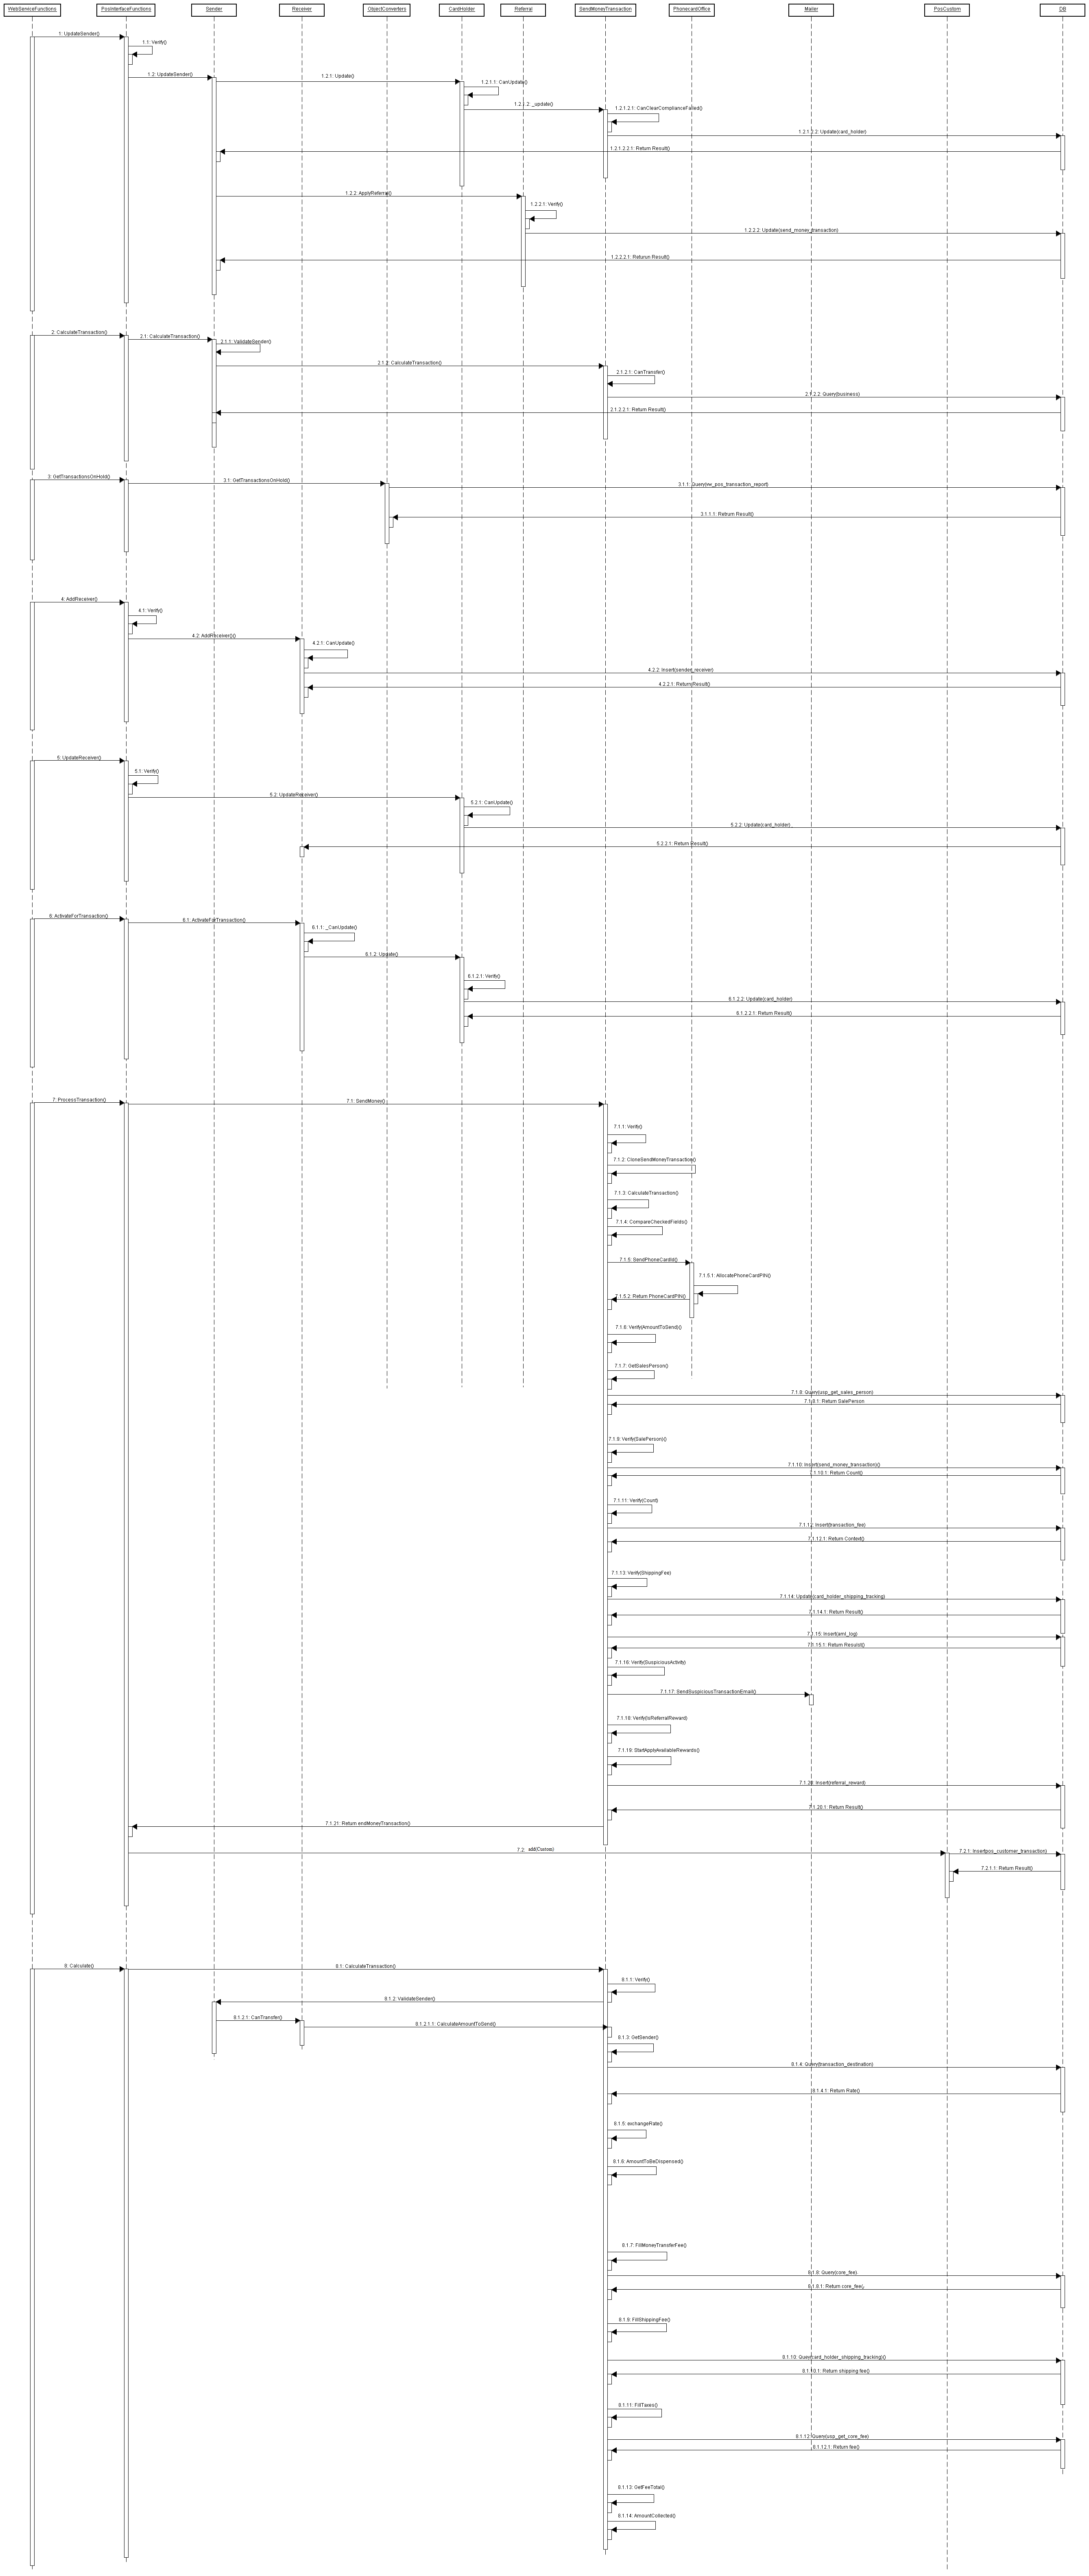 WebServiceFunctions
PosInterfaceFunctions
Sender
Receiver
ObjectConverters
CardHolder
Referral
SendMoneyTransaction
PhonecardOffice
Mailer
PosCustom
DB
1: UpdateSender()
1.1: Verify()
1.2: UpdateSender()
1.2.1: Update()
1.2.1.1: CanUpdate()
1.2.1.2: _update()
1.2.1.2.1: CanClearComplianceFailed()
1.2.1.2.2: Update(card_holder)
1.2.1.2.2.1: Return Result()
1.2.2: ApplyReferral()
1.2.2.1: Verify()
1.2.2.2: Update(send_money_transaction)
1.2.2.2.1: Returun Result()
2: CalculateTransaction()
2.1: CalculateTransaction()
2.1.1: ValidateSender()
2.1.2: CalculateTransaction()
2.1.2.1: CanTransfer()
2.1.2.2: Query(business)
2.1.2.2.1: Return Result()
3: GetTransactionsOnHold()
3.1: GetTransactionsOnHold()
3.1.1: Query(vw_pos_transaction_report)
3.1.1.1: Retrurn Result()
4: AddReceiver()
4.1: Verify()
4.2: AddReceiver()()
4.2.1: CanUpdate()
4.2.2: Insert(sender_receiver)
4.2.2.1: Return Result()
5: UpdateReceiver()
5.1: Verify()
5.2: UpdateReceiver()
5.2.1: CanUpdate()
5.2.2: Update(card_holder)_
5.2.2.1: Return Result()
6: ActivateForTransaction()
6.1: ActivateForTransaction()
6.1.1: _CanUpdate()
6.1.2: Update()
6.1.2.1: Verify()
6.1.2.2: Update(card_holder)
6.1.2.2.1: Return Result()
7: ProcessTransaction()
7.1: SendMoney()
7.1.1: Verify()
7.1.2: CloneSendMoneyTransaction()
7.1.3: CalculateTransaction()
7.1.4: CompareCheckedFields()
7.1.5: SendPhoneCardId()
7.1.5.1: AllocatePhoneCardPIN()
7.1.5.2: Return PhoneCardPIN()
7.1.6: Verify(AmountToSend)()
7.1.7: GetSalesPerson()
7.1.8: Query(usp_get_sales_person)
7.1.8.1: Return SalePerson
7.1.9: Verify(SalePerson)()
7.1.10: Insert(send_money_transaction)()
7.1.10.1: Return Count()
7.1.11: Verify(Count)
7.1.12: Insert(transaction_fee)
7.1.12.1: Return Context()
7.1.13: Verify(ShippingFee)
7.1.14: Update(card_holder_shipping_tracking)
7.1.14.1: Return Result()
7.1.15: Insert(aml_log)
7.1.15.1: Return Resulst()
7.1.16: Verify(SuspiciousActivity)
7.1.17: SendSuspiciousTransactionEmail()
7.1.18: Verify(IsReferralReward)
7.1.19: StartApplyAvailableRewards()
7.1.20: Insert(referral_reward)
7.1.20.1: Return Result()
7.1.21: Return endMoneyTransaction()
7.2 add(Custom)
7.2.1: Insertpos_customer_transaction)
7.2.1.1: Return Result()
8: Calculate()
8.1: CalculateTransaction()
8.1.1: Verify()
8.1.2: ValidateSender()
8.1.2.1: CanTransfer()
8.1.2.1.1: CalculateAmountToSend()
8.1.3: GetSender()
8.1.4: Query(transaction_destination)
8.1.4.1: Return Rate()
8.1.5: exchangeRate()
8.1.6: AmountToBeDispensed()
8.1.7: FillMoneyTransferFee()
8.1.8: Query(core_fee)
8.1.8.1: Return core_fee(,
8.1.9: FillShippingFee()
8.1.10: Query(card_holder_shipping_tracking)()
8.1.10.1: Return shipping fee()
8.1.11: FillTaxes()
8.1.12: Query(usp_get_core_fee)
8.1.12.1: Return fee()
8.1.13: GetFeeTotal()
8.1.14: AmountCollected()